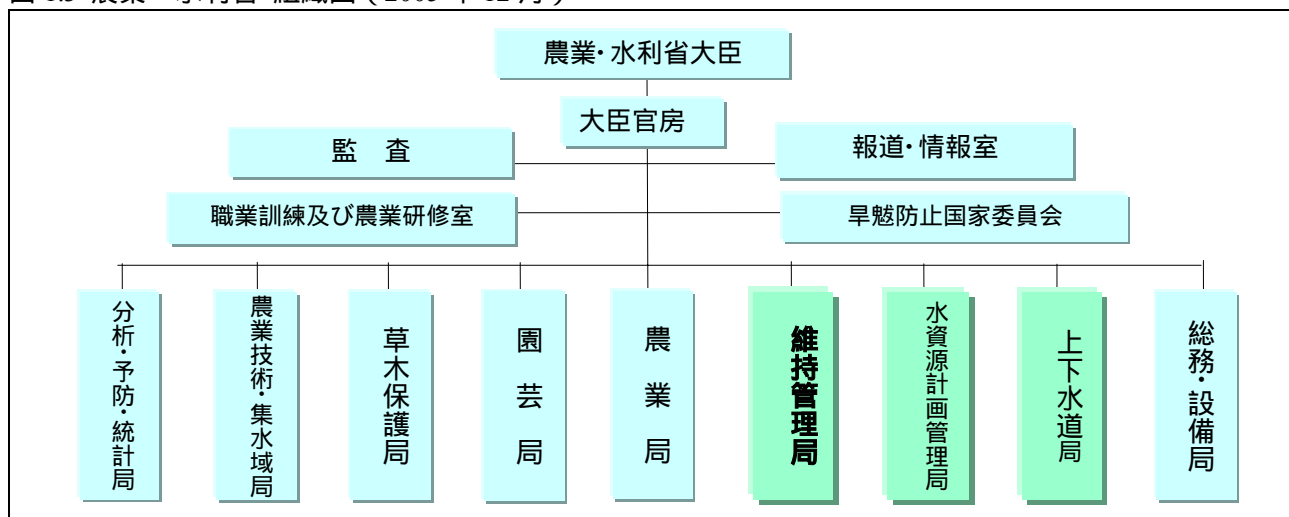 農業・水利省大臣
大臣官房
監 査
報道・情報室
職業訓練及び農業研修室
旱魃防止国家委員会
分析・予防・統計局
農業技術・集水域局
草木保護局
園芸局
農業局
維持管理局
水資源計画管理局
上下水道局
総務・設備局